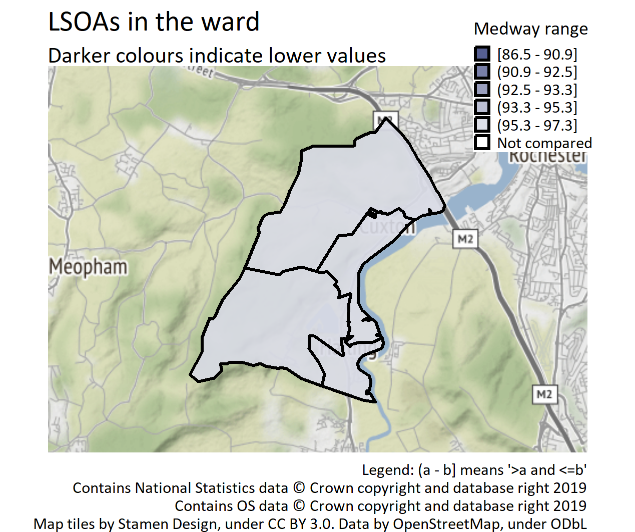 LSOAs in the ward
Darker colours indicate lower values
Medway range
[86.5 - 90.9]
(90.9 - 92.5]
(92.5 - 93.3]
(93.3 - 95.3]
(95.3 - 97.3]
Not compared
Rochester
M2
Meopham
M2
Legend: (a - b] means '>a and <=b'
Contains National Statistics data © Crown copyright and database right 2019
Contains OS data © Crown copyright and database right 2019
Map tiles by Stamen Design, under CC BY 3.0. Data by OpenStreetMap, under ODbL